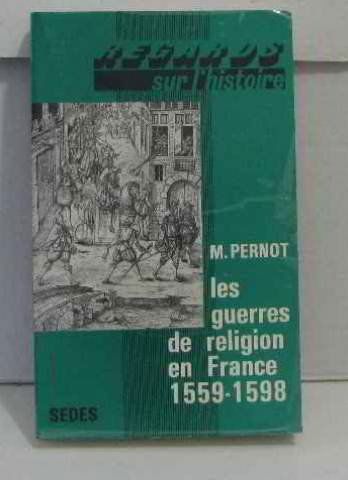 REGARDS
sur l'histoire
M. PERNOT
les
guerres
de religion
en France
1559-1598
SEDES